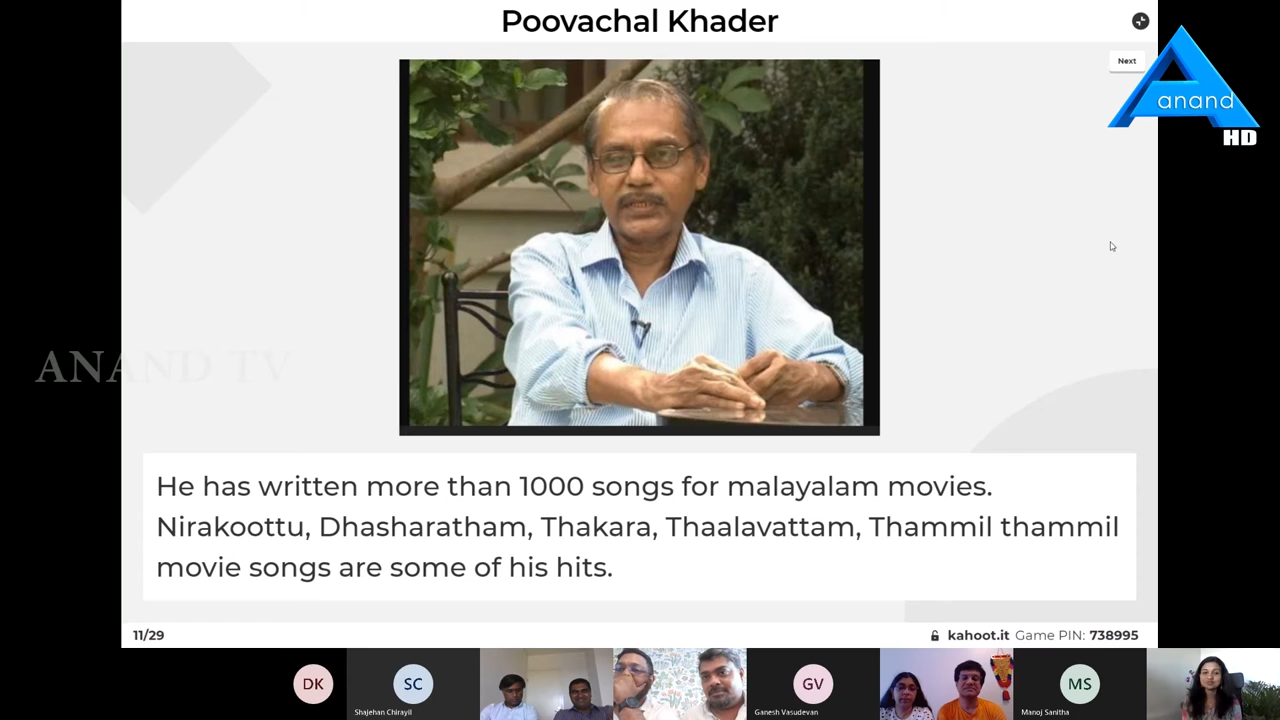 Poovachal Khader
Next
anand
HD
ANAND TV
He has written more than 1000 songs for malayalam movies.
Nirakoottu, Dhasharatham, Thakara, Thaalavattam, Thammil thammil
movie songs are some of his hits.
11/29
kahoot.it Game PIN: 738995
DK
SC
GV
MS
Shajehan Chirayil
Ganesh Vasudevan
Manoj Sanitha